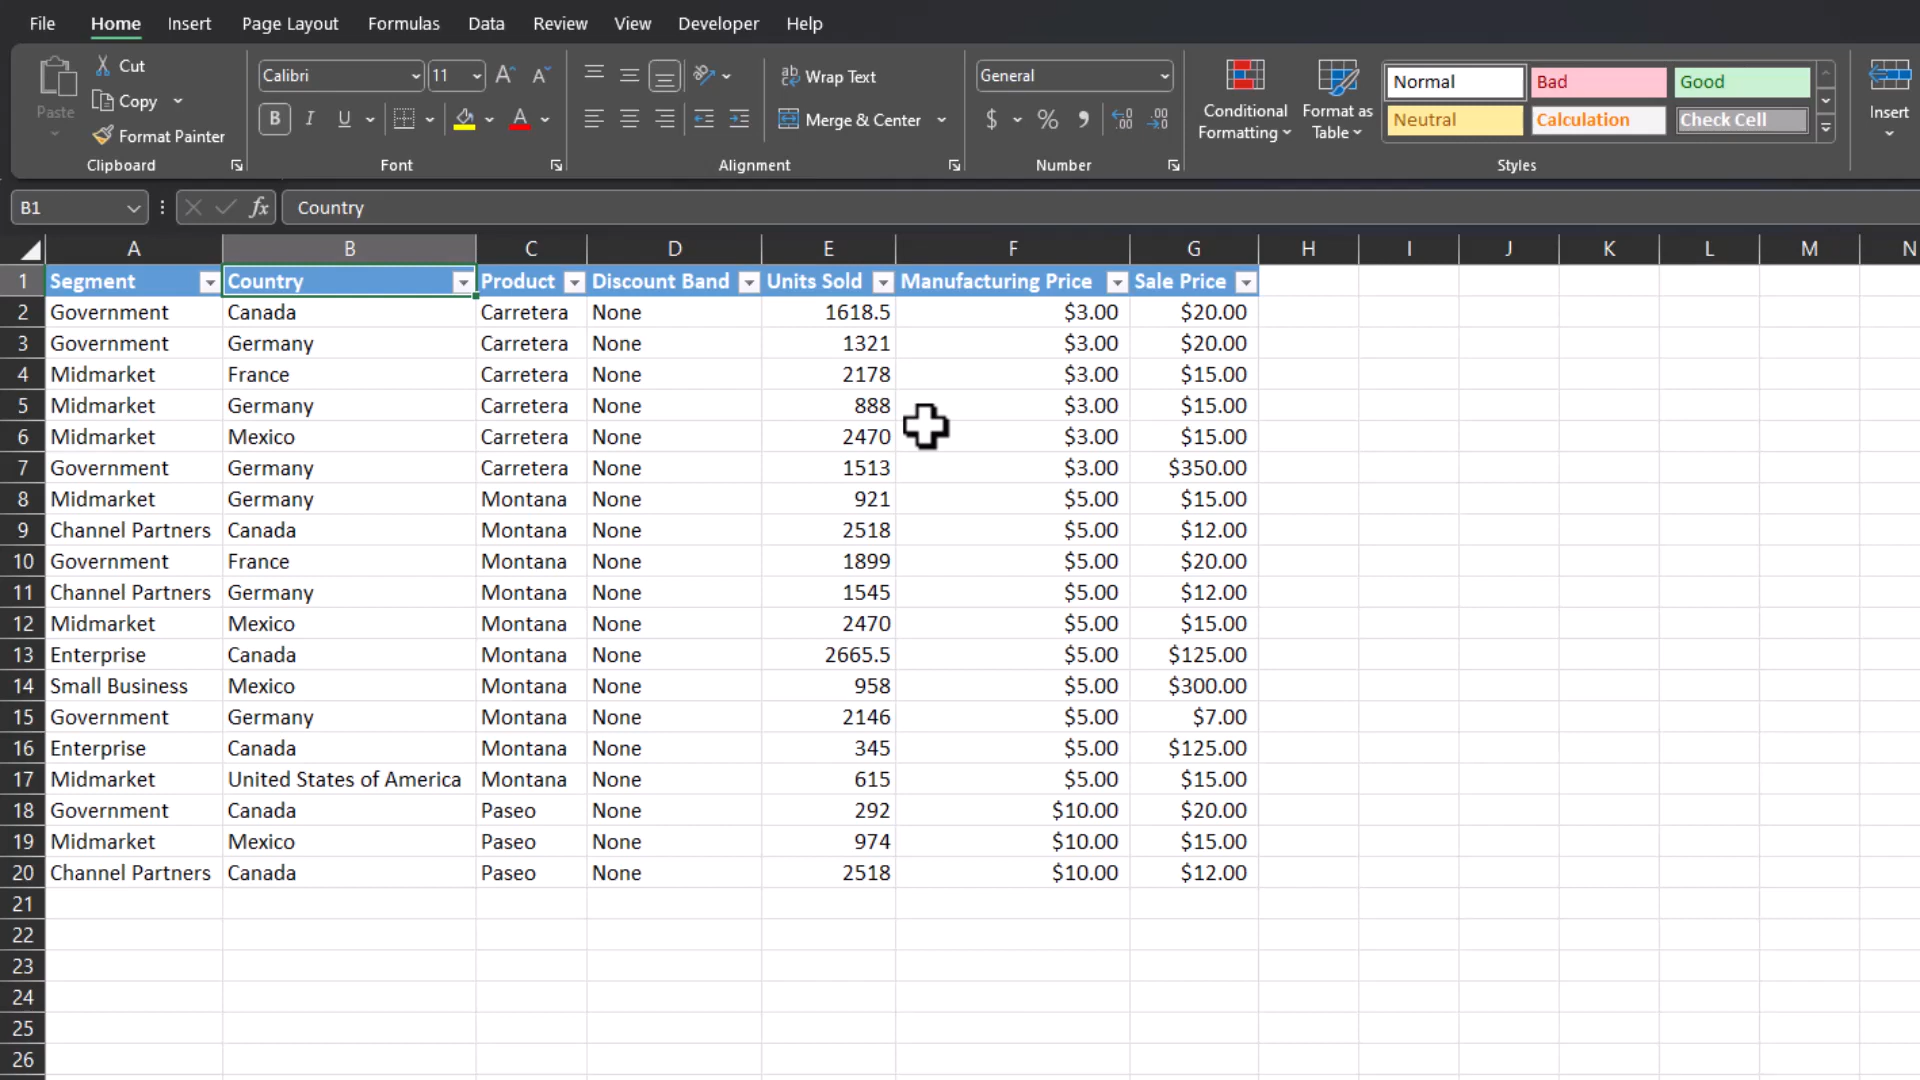 File Home Insert Page Layout Formulas Data Review View Developer Help
Paste Cut Copy Format Painter Clipboard
Calibri 11 B I U A Font
Wrap Text Merge & Center Alignment
General $ % Number
Conditional Formatting Format as Table
Normal Bad Good
Neutral Calculation Check Cell
Styles
Insert
B1 fx Country
A B C D E F G H I J K L M N
1 Segment Country Product Discount Band Units Sold Manufacturing Price Sale Price
2 Government Canada Carretera None 1618.5 $3.00 $20.00
3 Government Germany Carretera None 1321 $3.00 $20.00
4 Midmarket France Carretera None 2178 $3.00 $15.00
5 Midmarket Germany Carretera None 888 $3.00 $15.00
6 Midmarket Mexico Carretera None 2470 $3.00 $15.00
7 Government Germany Carretera None 1513 $3.00 $350.00
8 Midmarket Germany Montana None 921 $5.00 $15.00
9 Channel Partners Canada Montana None 2518 $5.00 $12.00
10 Government France Montana None 1899 $5.00 $20.00
11 Channel Partners Germany Montana None 1545 $5.00 $12.00
12 Midmarket Mexico Montana None 2470 $5.00 $15.00
13 Enterprise Canada Montana None 2665.5 $5.00 $125.00
14 Small Business Mexico Montana None 958 $5.00 $300.00
15 Government Germany Montana None 2146 $5.00 $7.00
16 Enterprise Canada Montana None 345 $5.00 $125.00
17 Midmarket United States of America Montana None 615 $5.00 $15.00
18 Government Canada Paseo None 292 $10.00 $20.00
19 Midmarket Mexico Paseo None 974 $10.00 $15.00
20 Channel Partners Canada Paseo None 2518 $10.00 $12.00
21
22
23
24
25
26